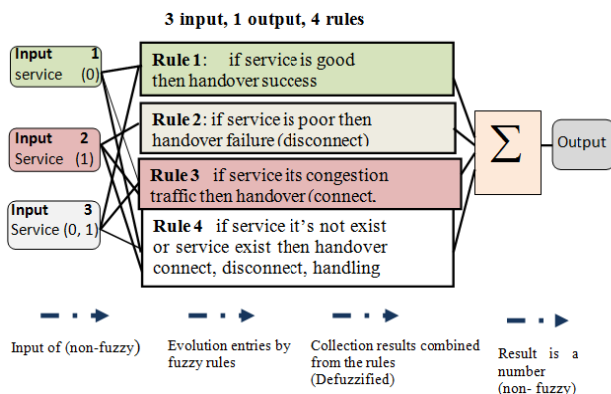 3 input, 1 output, 4 rules
Input 1
service (0)
Input 2
Service (1)
Input 3
Service (0, 1)
Rule 1: if service is good
then handover success
Rule 2: if service is poor then
handover failure (disconnect)
Rule 3 if service its congestion
traffic then handover (connect.
Rule 4 if service it's not exist
or service exist then handover
connect, disconnect, handling
Σ
Output
Input of (non-fuzzy)
Evolution entries by
fuzzy rules
Collection results combined
from the rules
(Defuzzified)
Result is a
number
(non- fuzzy)